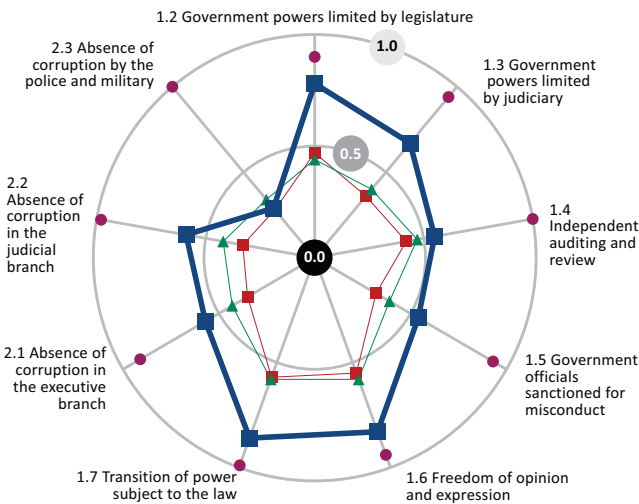 1.2 Government powers limited by legislature
1.0
1.3 Government
powers limited
by judiciary
0.5
1.4
Independent
auditing and
review
1.5 Government
officials
sanctioned for
misconduct
1.6 Freedom of opinion
and expression
1.7 Transition of power
subject to the law
2.1 Absence of
corruption in
the executive
branch
2.2
Absence of
corruption
in the
judicial
branch
2.3 Absence of
corruption by the
police and military
0.0